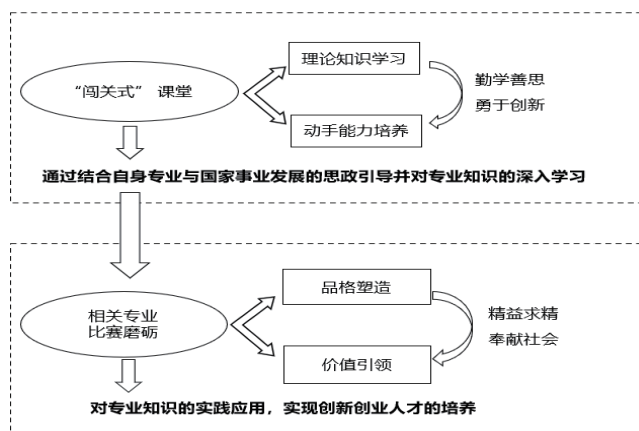 理论知识学习
“闯关式” 课堂
勤学善思
勇于创新
动手能力培养
通过结合自身专业与国家事业发展的思政引导并对专业知识的深入学习
品格塑造
相关专业
比赛磨砺
精益求精
奉献社会
价值引领
对专业知识的实践应用，实现创新创业人才的培养